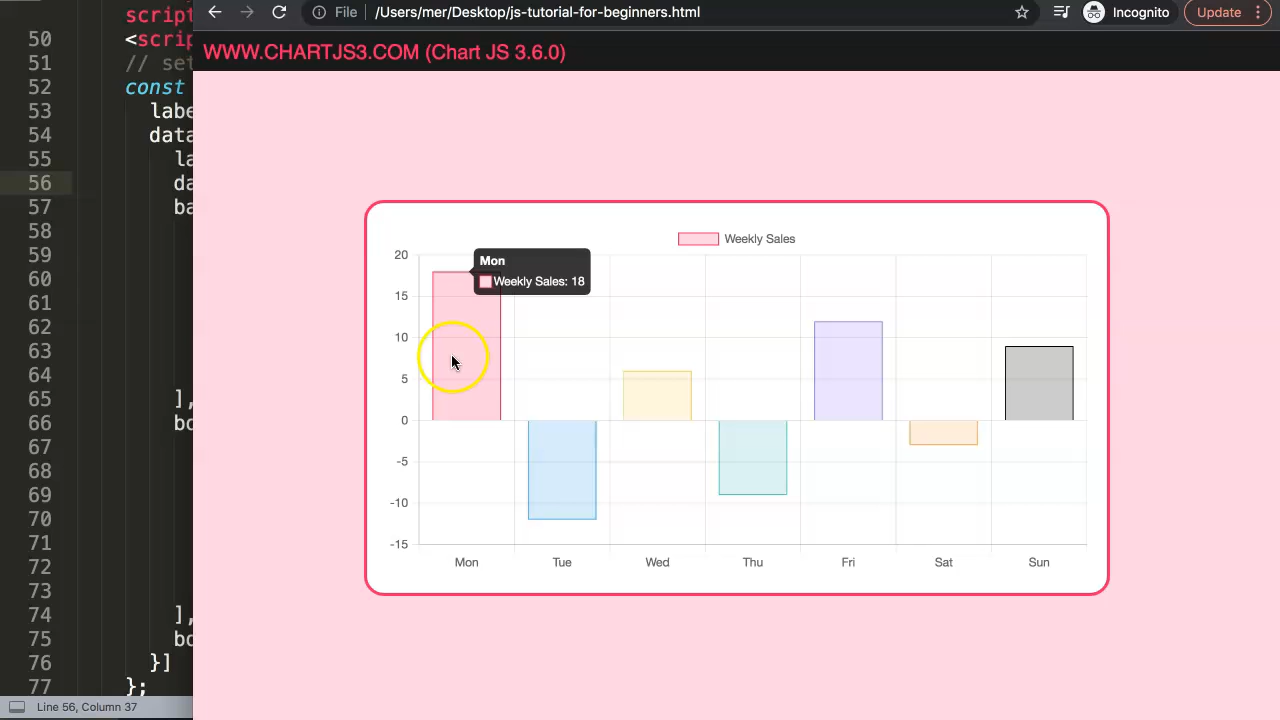 File /Users/mer/Desktop/js-tutorial-for-beginners.html Incognito Update
WWW.CHARTJS3.COM (Chart JS 3.6.0)
script
50 <scrip
51 // set
52 const
53 labe
54 data
55 la
56 da
57 ba
58
59
60
61
62
63
64
65 ],
66 bo
67
68
69
70
71
72
73
74 ],
75 bo
76 }]
77 };
Line 56, Column 37
Weekly Sales
Mon
Weekly Sales: 18
20
15
10
5
0
-5
-10
-15
Mon Tue Wed Thu Fri Sat Sun